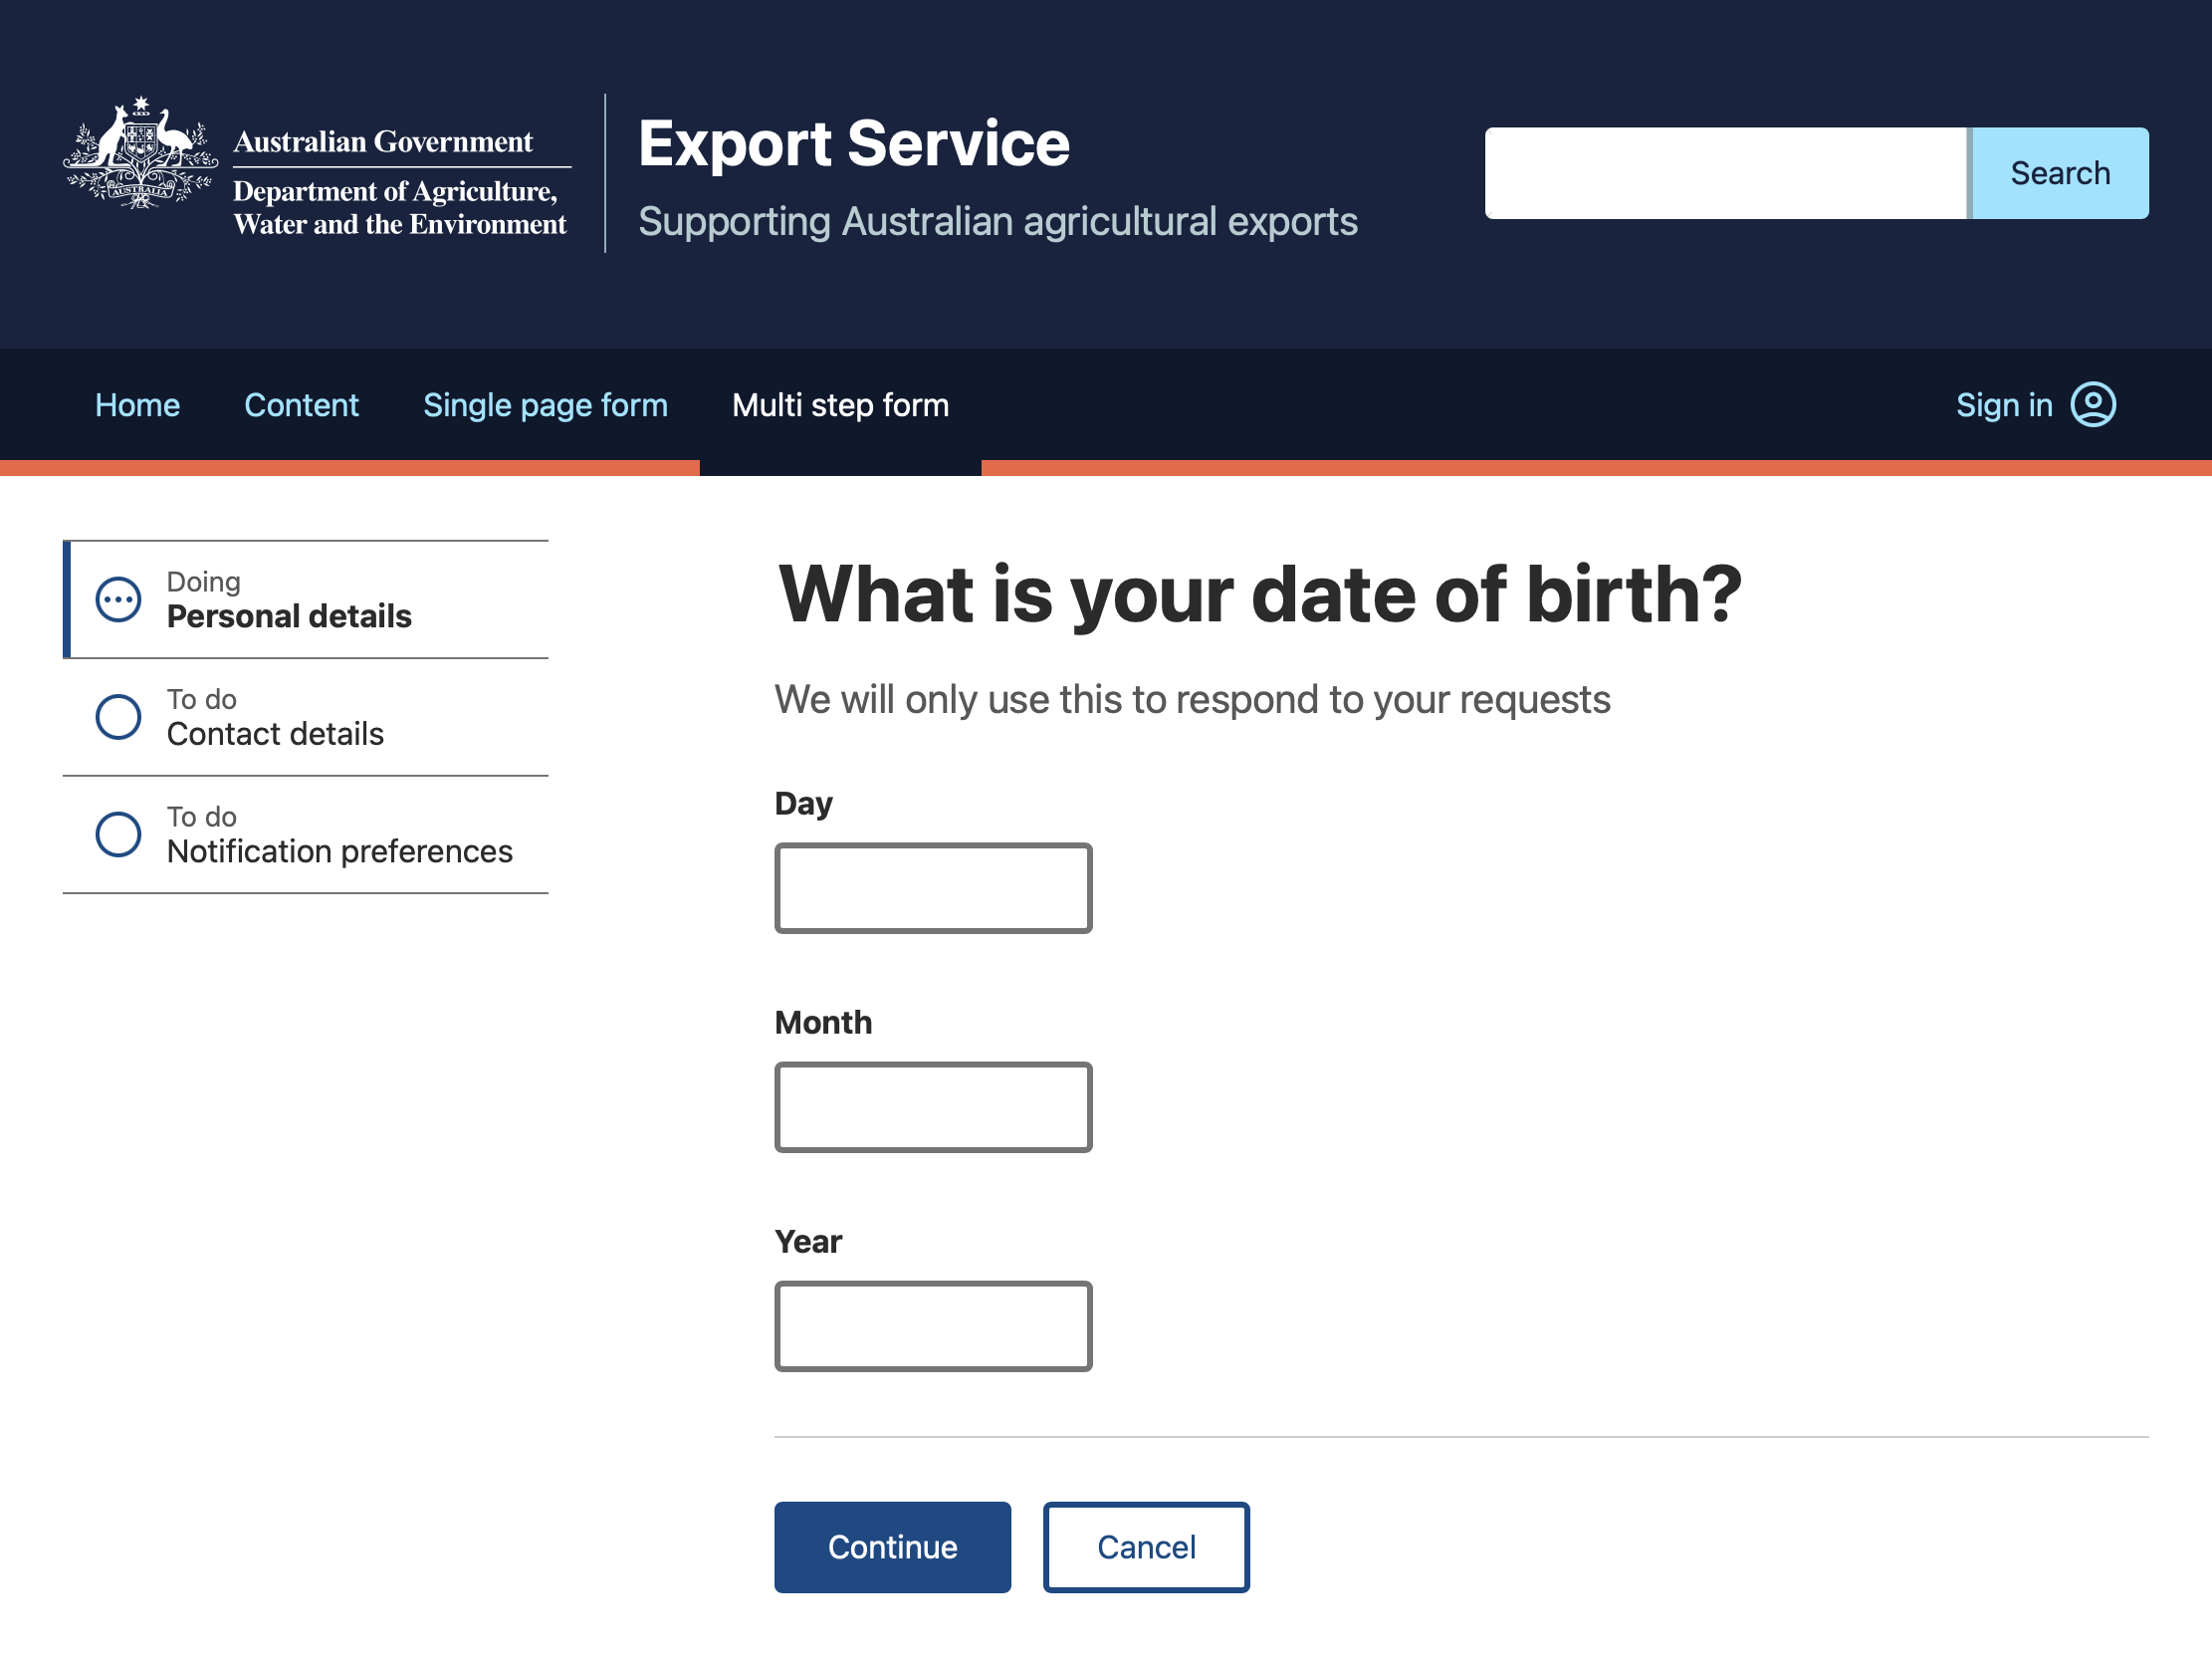 Australian Government
Department of Agriculture,
Water and the Environment
AUSTRALIA
Export Service
Supporting Australian agricultural exports
Search
Home
Content
Single page form
Multi step form
Sign in
Doing
Personal details
To do
Contact details
To do
Notification preferences
What is your date of birth?
We will only use this to respond to your requests
Day
Month
Year
Continue
Cancel